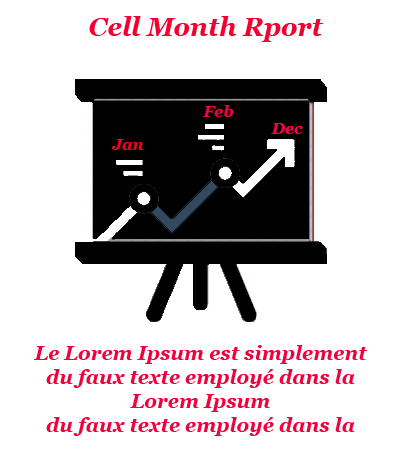 Cell Month Rport
Feb
Dec
Jan
Le Lorem Ipsum est simplement
du faux texte employé dans la
Lorem Ipsum
du faux texte employé dans la